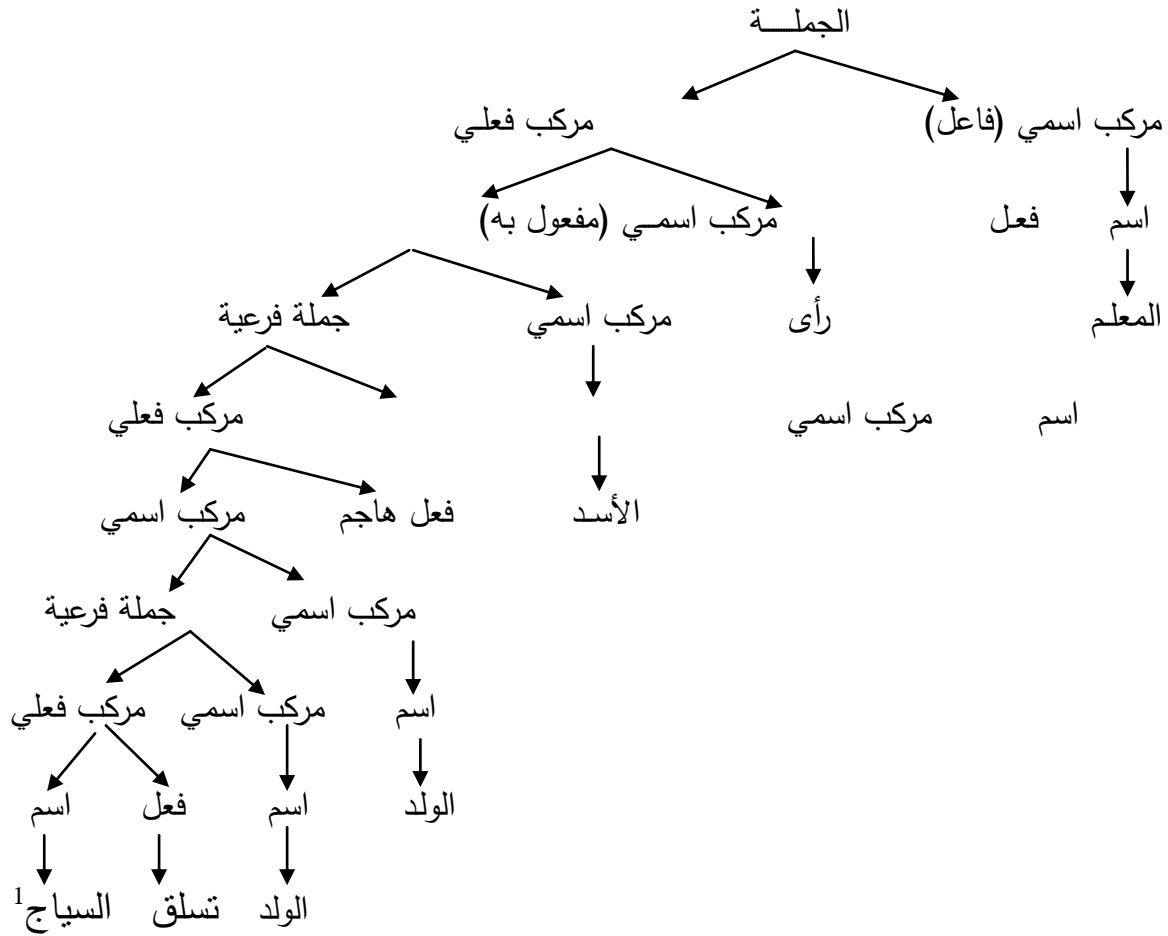 الجملــــة
مركب اسمي (فاعل) مركب فعلي
اسم فعل مركب اسمــي (مفعول به)
المعلم رأى مركب اسمي جملة فرعية
اسم مركب اسمي مركب فعلي
الأسـد فعل هاجم مركب اسمي
مركب اسمي جملة فرعية
اسم مركب اسمي مركب فعلي
الولد اسم فعل اسم
الولد تسلق السياج1